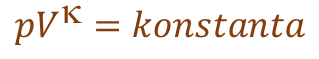 pV^κ = konstanta